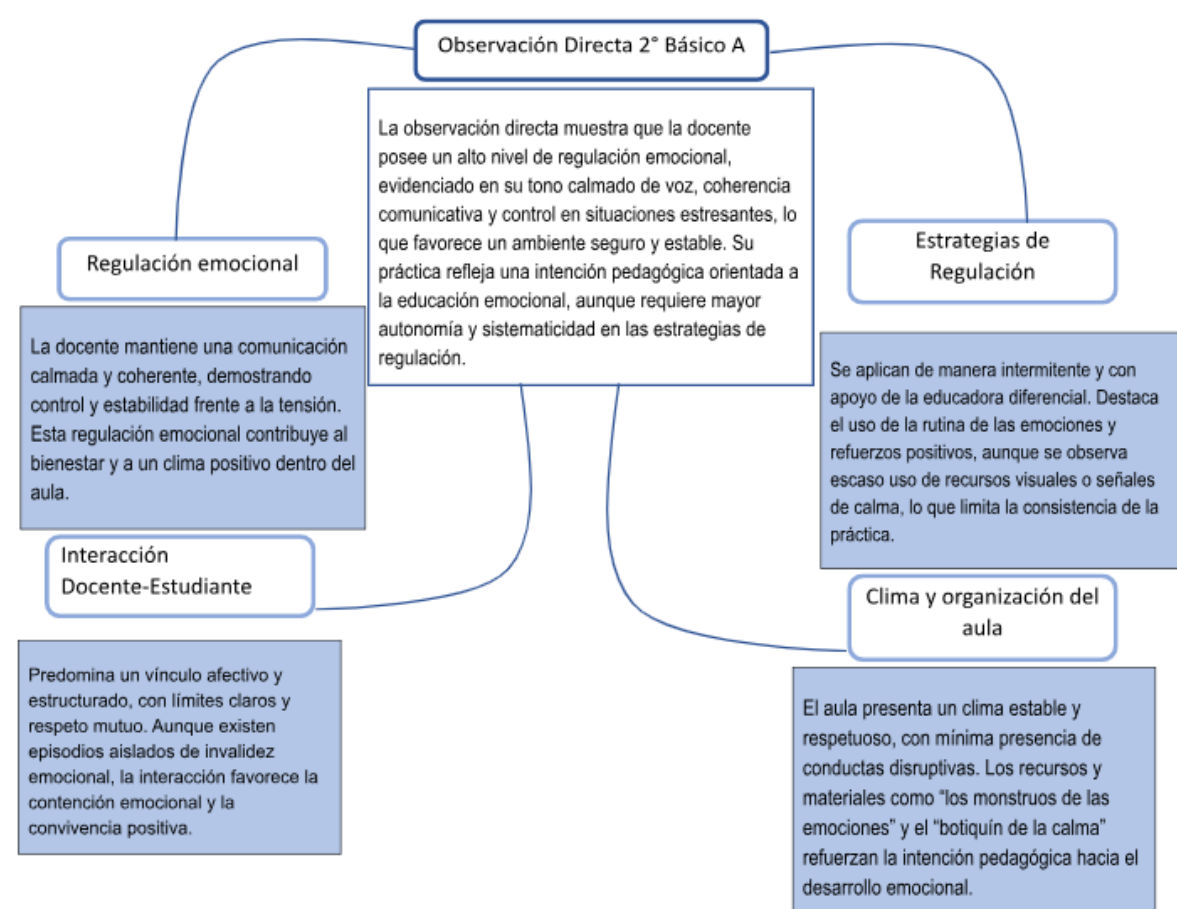 Observación Directa 2° Básico A
La observación directa muestra que la docente
posee un alto nivel de regulación emocional,
evidenciado en su tono calmado de voz, coherencia
comunicativa y control en situaciones estresantes, lo
que favorece un ambiente seguro y estable. Su
práctica refleja una intención pedagógica orientada a
la educación emocional, aunque requiere mayor
autonomía y sistematicidad en las estrategias de
regulación.
Regulación emocional
La docente mantiene una comunicación
calmada y coherente, demostrando
control y estabilidad frente a la tensión.
Esta regulación emocional contribuye al
bienestar y a un clima positivo dentro del
aula.
Estrategias de
Regulación
Se aplican de manera intermitente y con
apoyo de la educadora diferencial. Destaca
el uso de la rutina de las emociones y
refuerzos positivos, aunque se observa
escaso uso de recursos visuales o señales
de calma, lo que limita la consistencia de la
práctica.
Interacción
Docente-Estudiante
Predomina un vínculo afectivo y
estructurado, con límites claros y
respeto mutuo. Aunque existen
episodios aislados de invalidez
emocional, la interacción favorece la
contención emocional y la
convivencia positiva.
Clima y organización del
aula
El aula presenta un clima estable y
respetuoso, con mínima presencia de
conductas disruptivas. Los recursos y
materiales como “los monstruos de las
emociones” y el “botiquín de la calma”
refuerzan la intención pedagógica hacia el
desarrollo emocional.